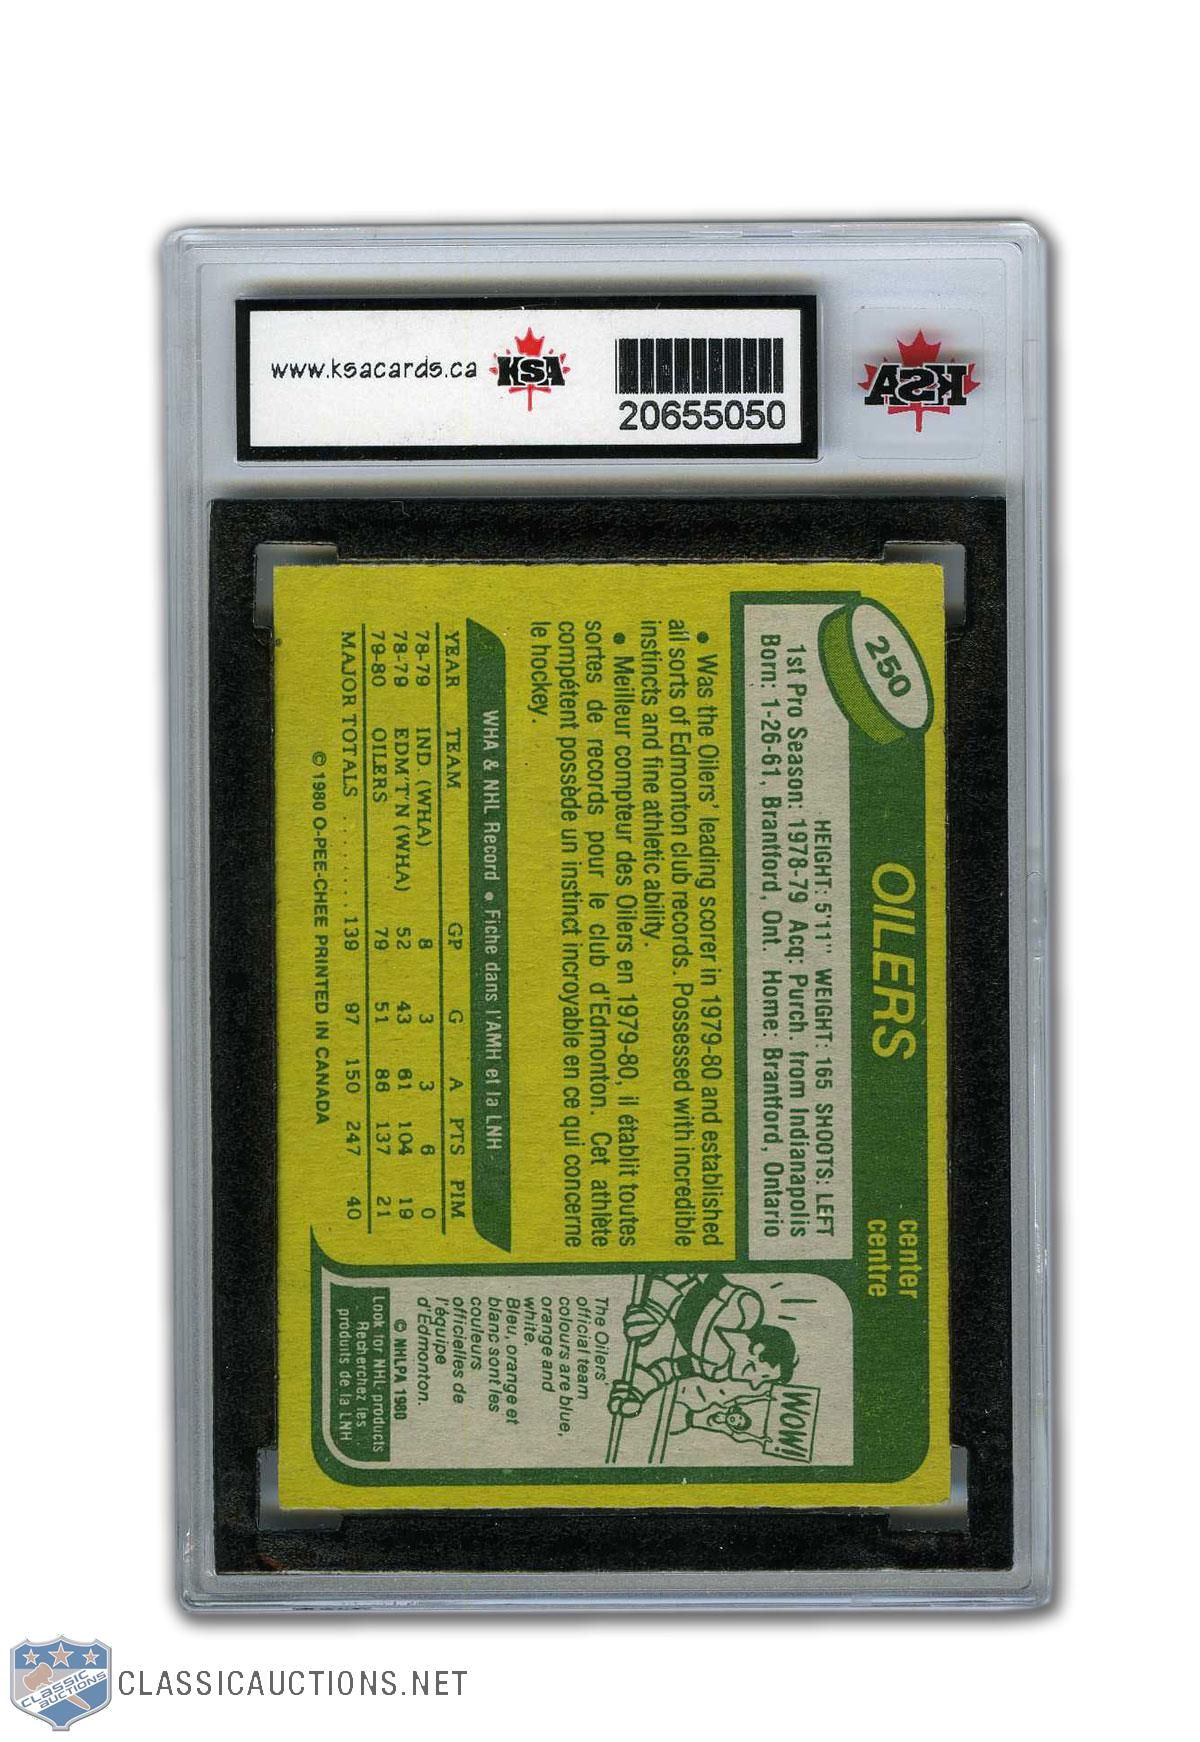 www.ksacards.ca KSA 20655050
KSA
250
OILERS
center
centre
HEIGHT: 5'11" WEIGHT: 165 SHOOTS: LEFT
1st Pro Season: 1978-79 Acq: Purch. from Indianapolis
Born: 1-26-61, Brantford, Ont. Home: Brantford, Ontario
• Was the Oilers' leading scorer in 1979-80 and established
all sorts of Edmonton club records. Possessed with incredible
instincts and fine athletic ability.
• Meilleur compteur des Oilers en 1979-80, il établit toutes
sortes de records pour le club d'Edmonton. Cet athlète
compétent possède un instinct incroyable en ce qui concerne
le hockey.
WHA & NHL Record • Fiche dans l'AMH et la LNH
YEAR TEAM GP G A PTS PIM
78-79 IND. (WHA) 8 3 3 6 0
78-79 EDM'T'N (WHA) 52 43 61 104 19
79-80 OILERS 79 51 86 137 21
MAJOR TOTALS ........ 139 97 150 247 40
© 1980 O-PEE-CHEE PRINTED IN CANADA
WOW!
The Oilers'
official team
colours are blue,
orange and
white.
Bleu, orange et
blanc sont les
couleurs
officielles de
l'équipe
d'Edmonton.
© NHLPA 1980
Look for NHL products
Recherchez les
produits de la LNH
CLASSIC
AUCTIONS
CLASSICAUCTIONS.NET